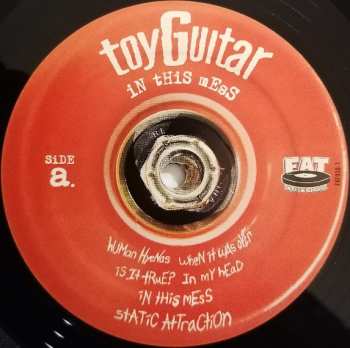 toyGuitar
iN tHis mEss
SiDE
a.
FAT
HUMAN HYENAS WHEN IT WAS OVER
IS It tRUE? IN MY HEAD
iN tHis MESS
StAtiC AttRaCtiON